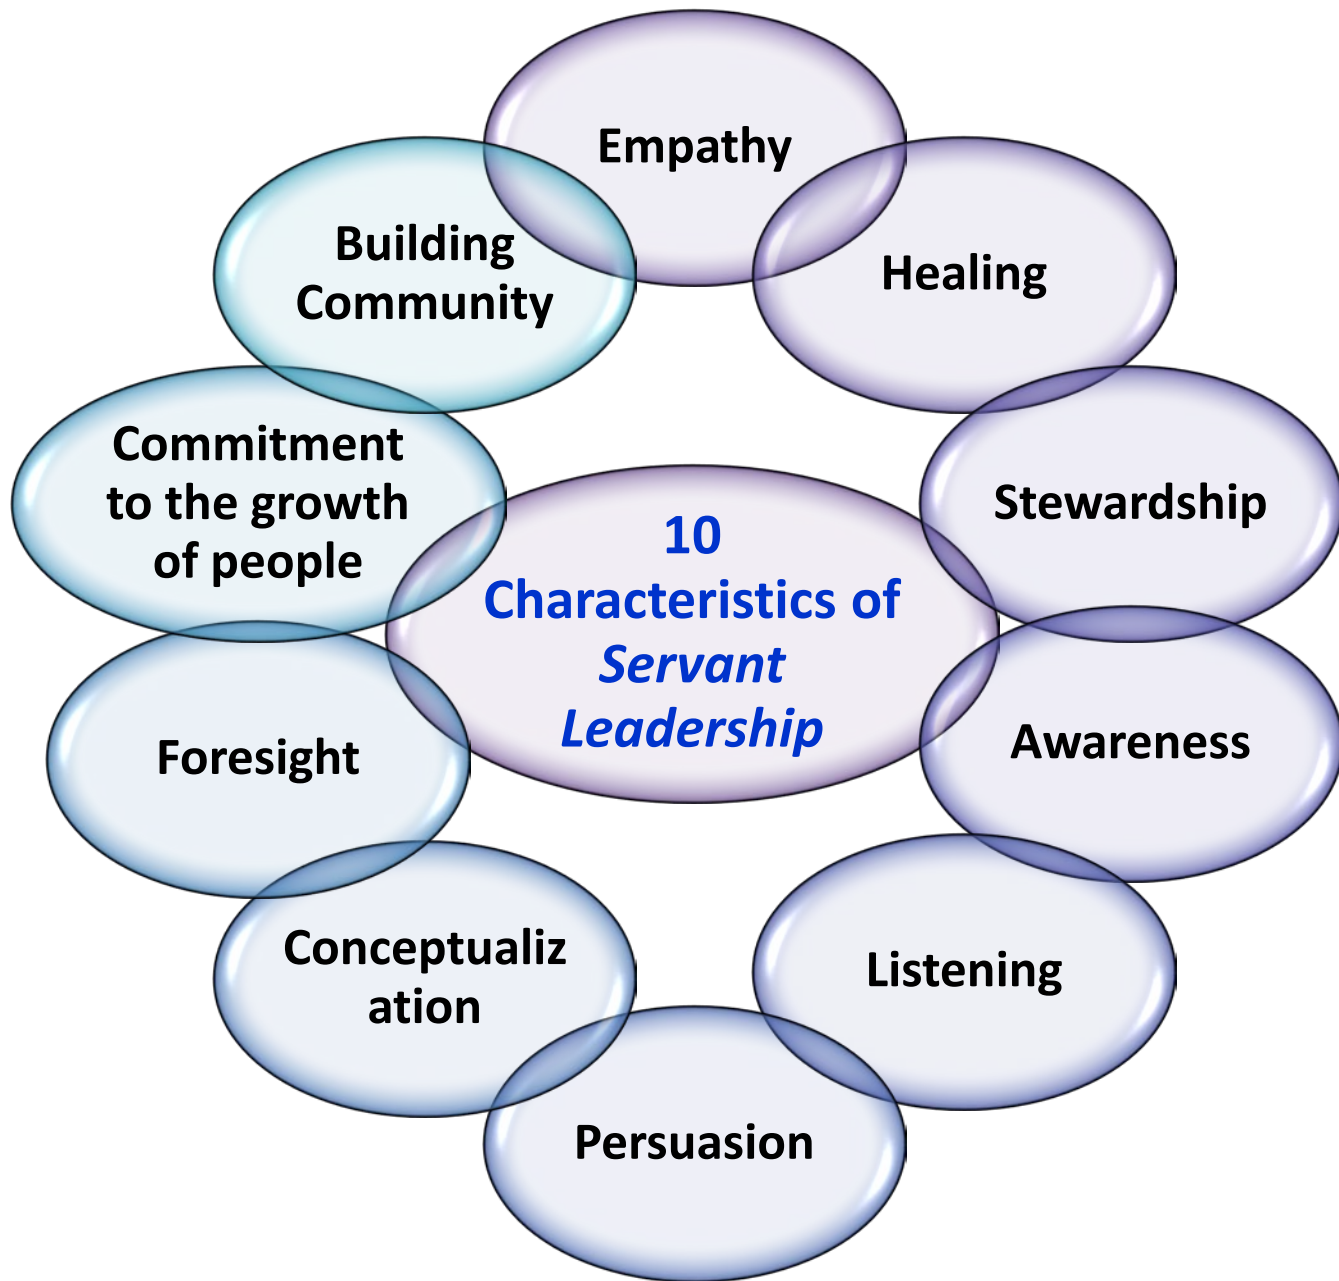 Empathy
Healing
Stewardship
Awareness
Listening
Persuasion
Conceptualiz
ation
Foresight
Commitment
to the growth
of people
Building
Community
10
Characteristics of
Servant
Leadership